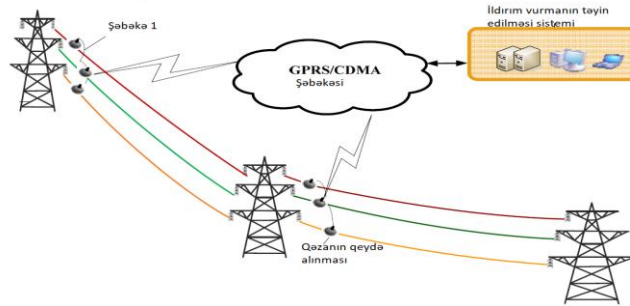 İldırım vurmanın təyin
edilməsi sistemi
Şəbəkə 1
GPRS/CDMA
Şəbəkəsi
Qəzanın qeydə
alınması